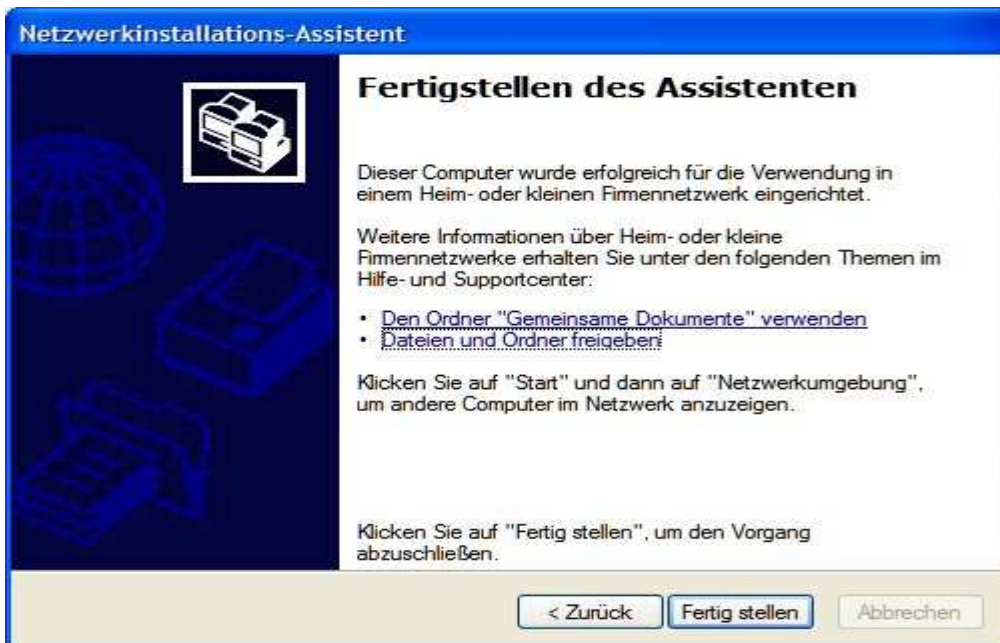 Netzwerkinstallations-Assistent
Fertigstellen des Assistenten
Dieser Computer wurde erfolgreich für die Verwendung in
einem Heim- oder kleinen Firmennetzwerk eingerichtet.
Weitere Informationen über Heim- oder kleine
Firmennetzwerke erhalten Sie unter den folgenden Themen im
Hilfe- und Supportcenter:
• Den Ordner "Gemeinsame Dokumente" verwenden
• Dateien und Ordner freigeben
Klicken Sie auf "Start" und dann auf "Netzwerkumgebung",
um andere Computer im Netzwerk anzuzeigen.
Klicken Sie auf "Fertig stellen", um den Vorgang
abzuschließen.
< Zurück Fertig stellen Abbrechen